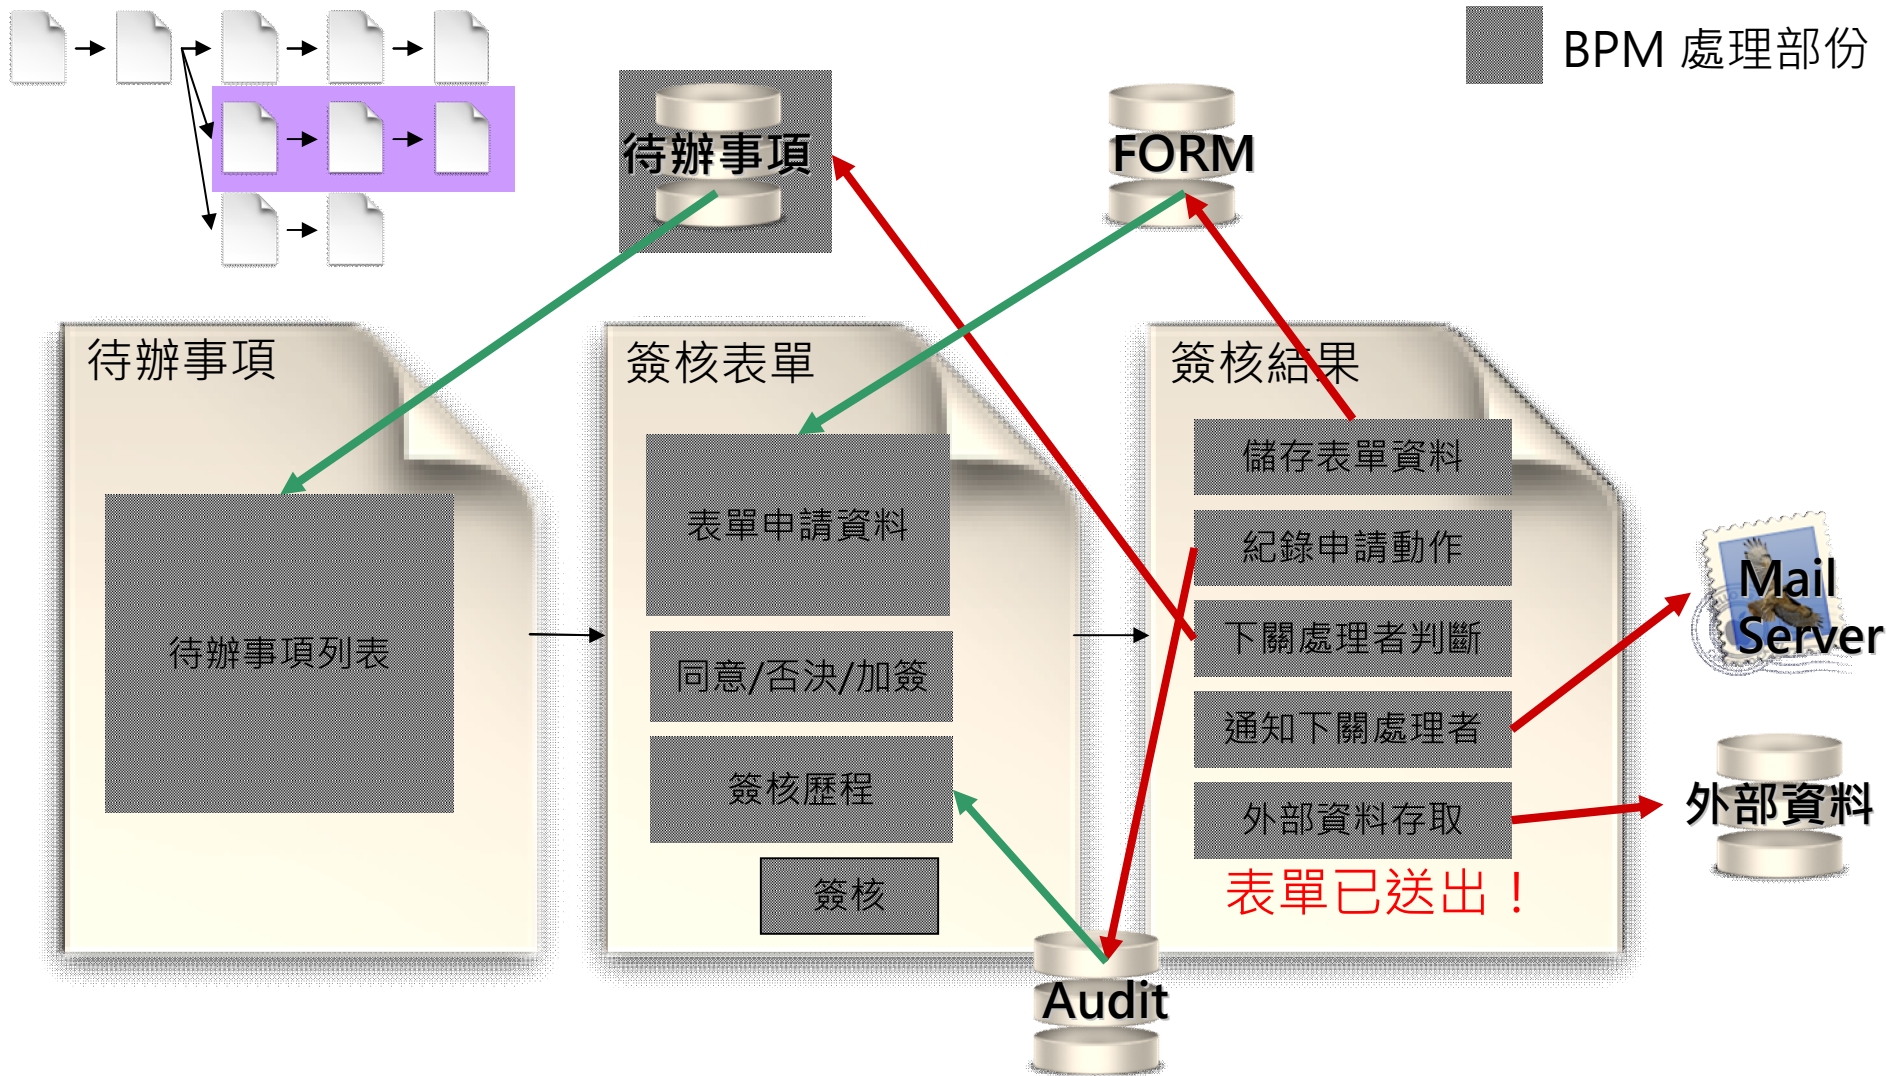 BPM 處理部份
待辦事項
FORM
待辦事項
待辦事項列表
簽核表單
表單申請資料
同意/否決/加簽
簽核歷程
簽核
簽核結果
儲存表單資料
紀錄申請動作
下關處理者判斷
通知下關處理者
外部資料存取
表單已送出！
Mail
Server
外部資料
Audit